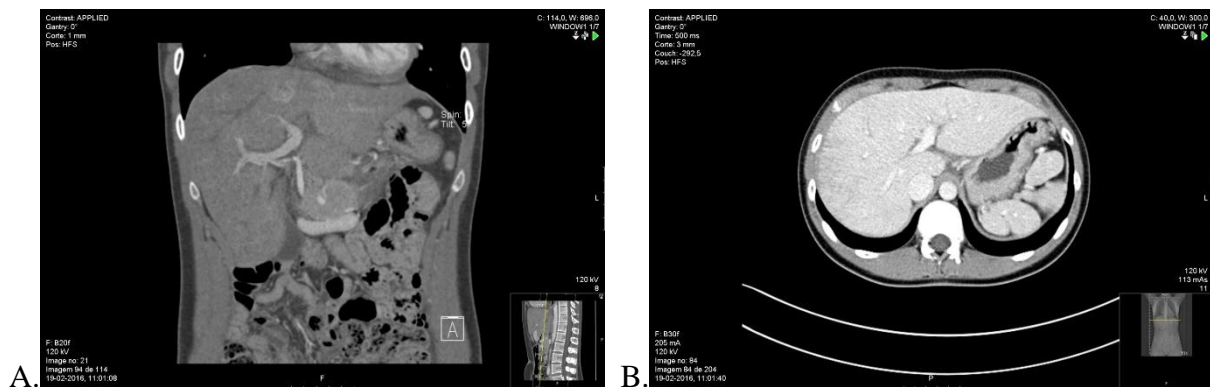 Contrast: APPLIED
Gantry: 0°
Corte: 1 mm
Pos: HFS
C: 114,0, W: 698,0
WINDOW1 1/7
Spin:
Tilt: 5
L
120 kV
8
F: B20f
120 kV
Image no: 21
Imagem 94 de 114
19-02-2016, 11:01:08
F
A
A.
Contrast: APPLIED
Gantry: 0°
Time: 500 ms
Corte: 3 mm
Couch: -292,5
Pos: HFS
C: 40,0, W: 300,0
WINDOW1 1/7
L
120 kV
113 mAs
11
F: B30f
205 mA
120 kV
Image no: 84
Imagem 84 de 204
19-02-2016, 11:01:40
P
B.